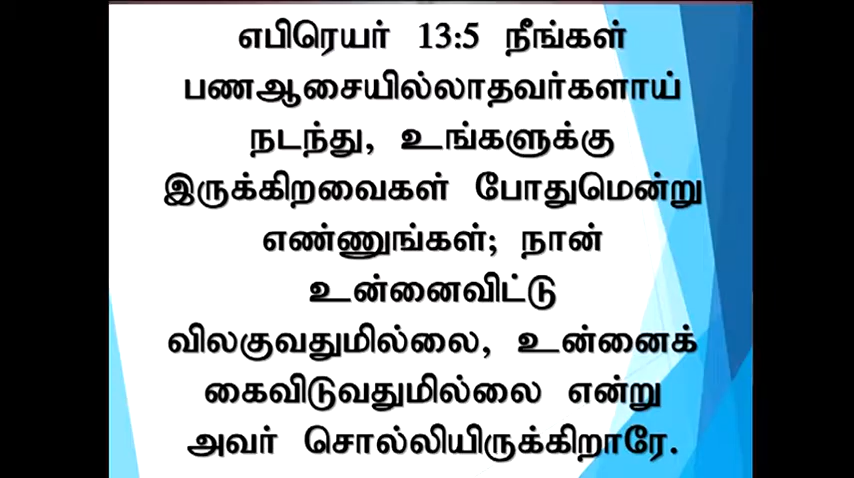 எபிரெயர் 13:5 நீங்கள்
பணஆசையில்லாதவர்களாய்
நடந்து, உங்களுக்கு
இருக்கிறவைகள் போதுமென்று
எண்ணுங்கள்; நான்
உன்னைவிட்டு
விலகுவதுமில்லை, உன்னைக்
கைவிடுவதுமில்லை என்று
அவர் சொல்லியிருக்கிறாரே.